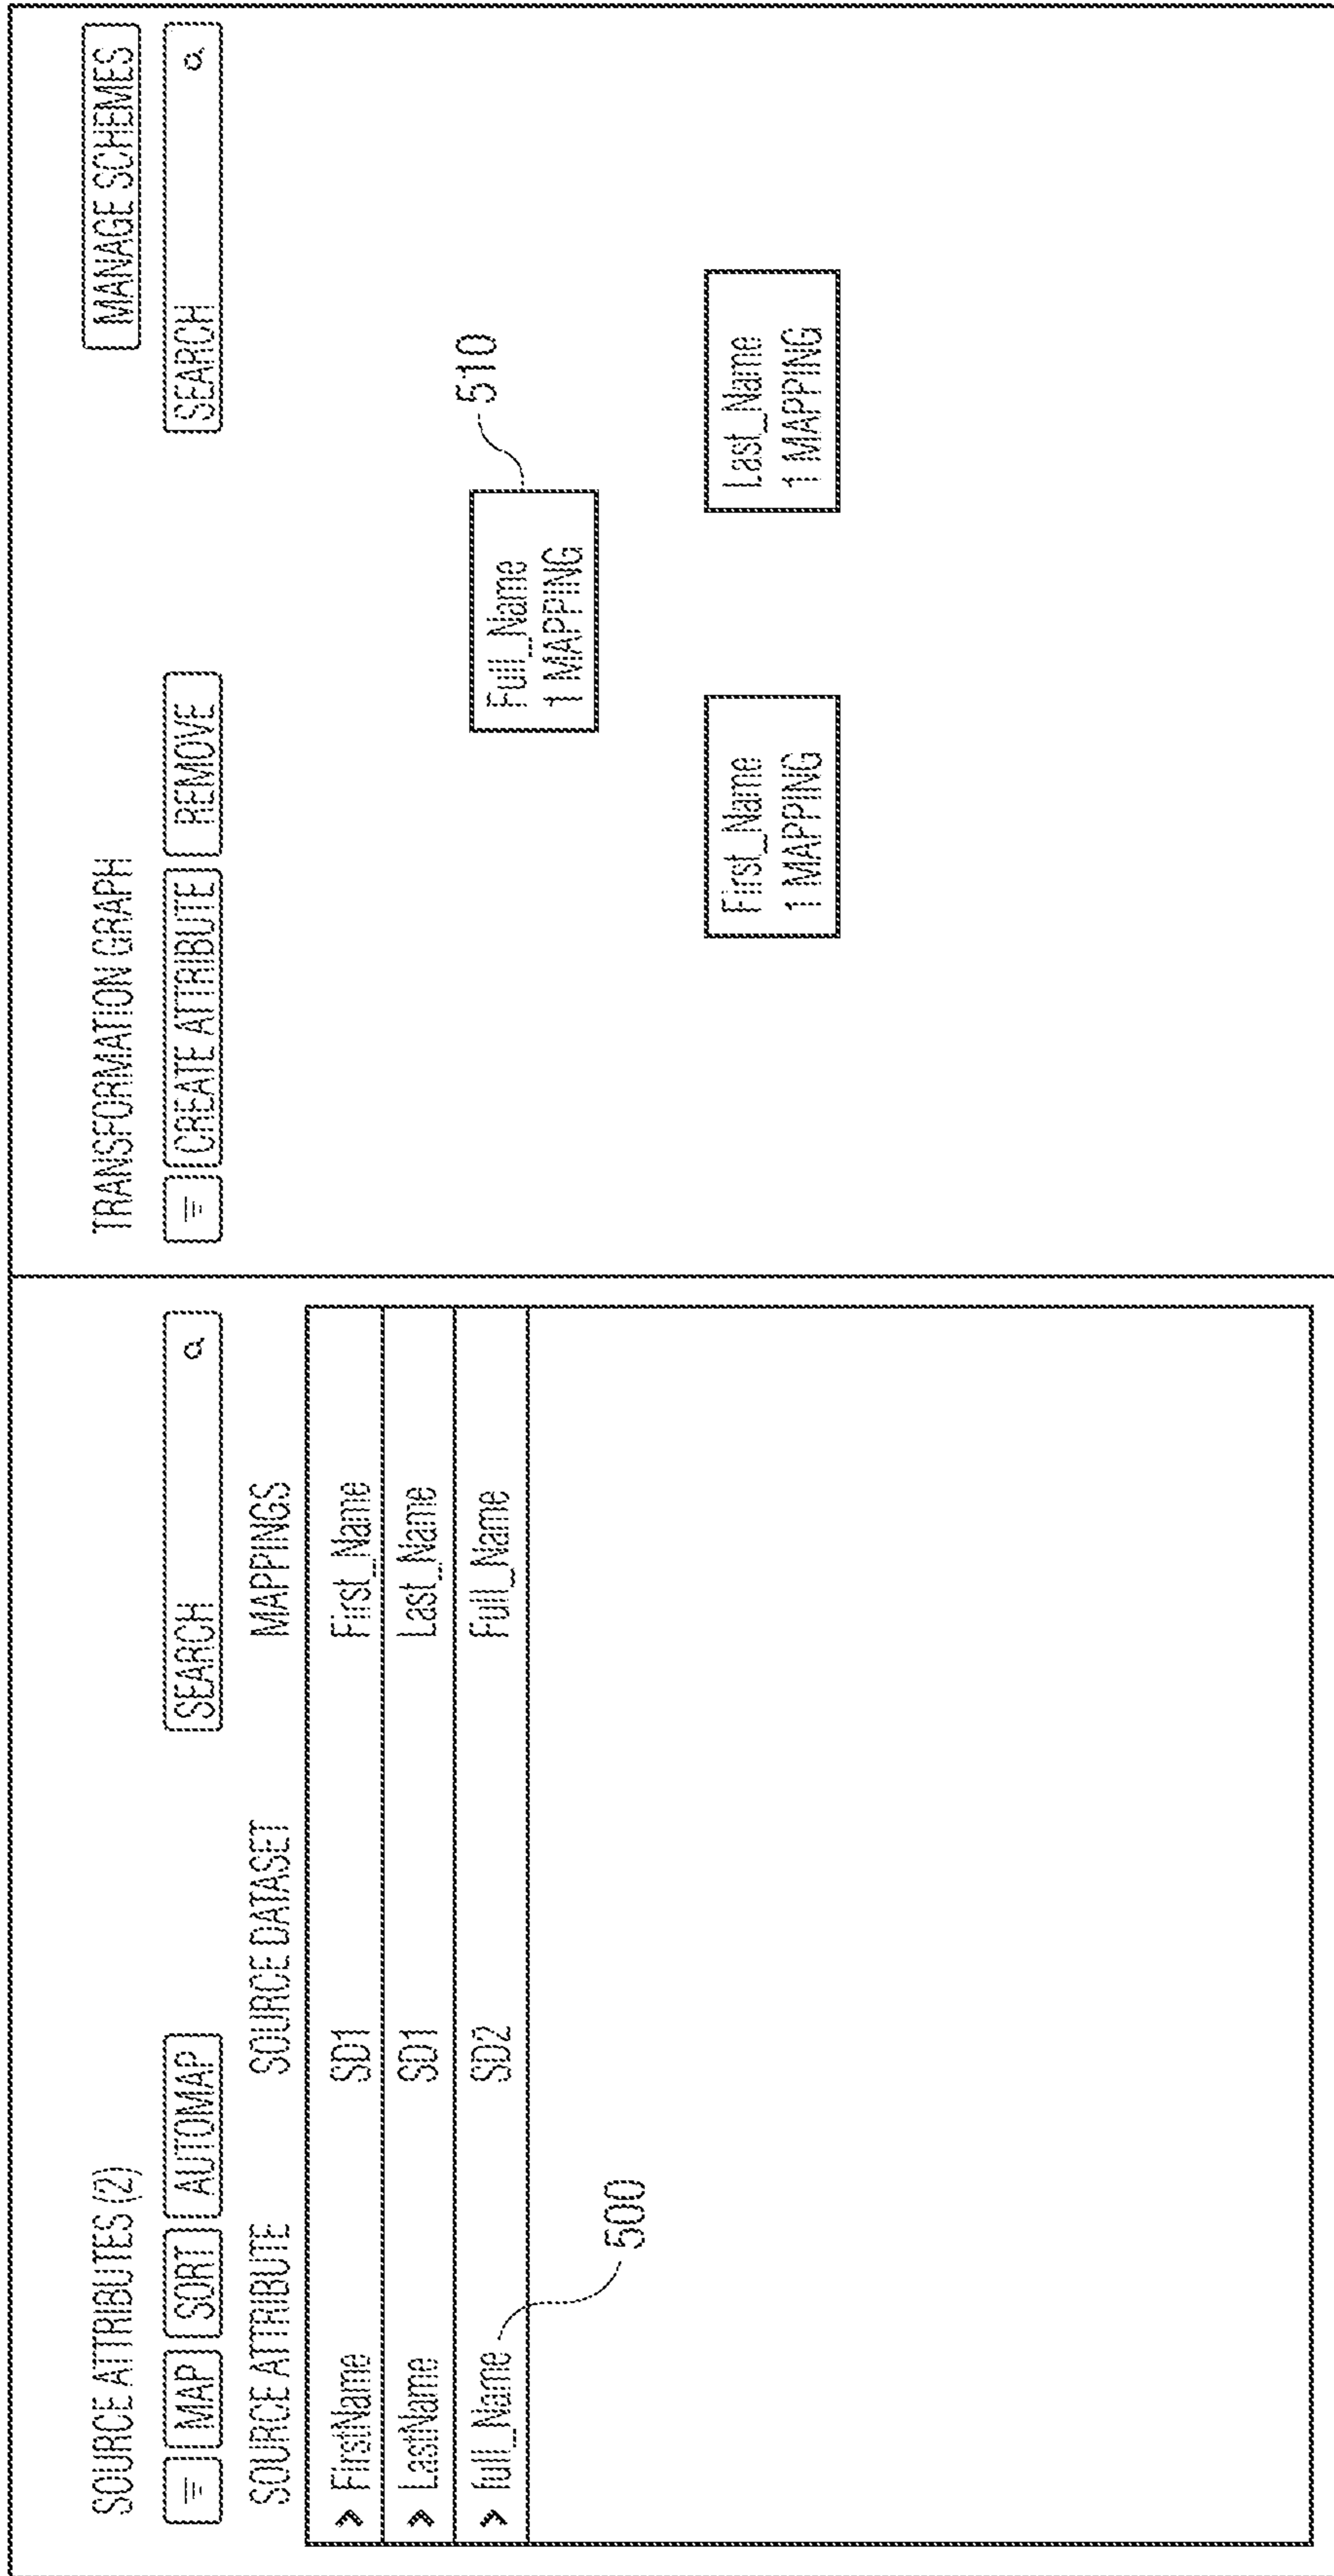 SOURCE ATTRIBUTES (2)
MAP SORT AUTOMAP SEARCH
SOURCE ATTRIBUTE SOURCE DATASET MAPPINGS
FirstName SD1 First_Name
LastName SD1 Last_Name
full_Name SD2 Full_Name
500
TRANSFORMATION GRAPH MANAGE SCHEMES
CREATE ATTRIBUTE REMOVE SEARCH
510
Full_Name
1 MAPPING
First_Name
1 MAPPING
Last_Name
1 MAPPING